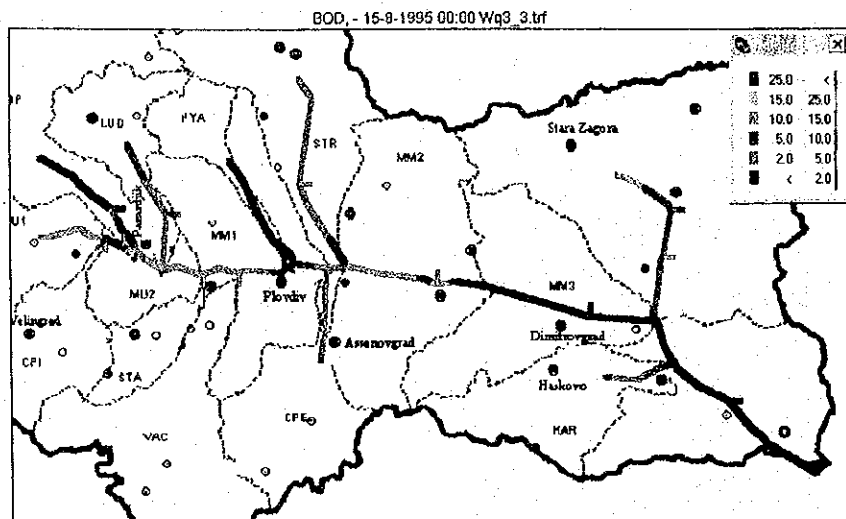 BOD, - 15-8-1995 00:00 Wq3_3.trf
25.0 - <
15.0 25.0
10.0 15.0
5.0 10.0
2.0 5.0
< 2.0
LUD
STR
MM2
Stara Zagora
MM1
MU2
Plovdiv
MM3
Dimitrovgrad
Velingrad
CPI
STA
Assenovgrad
Haskovo
VAC
CPE
HAR